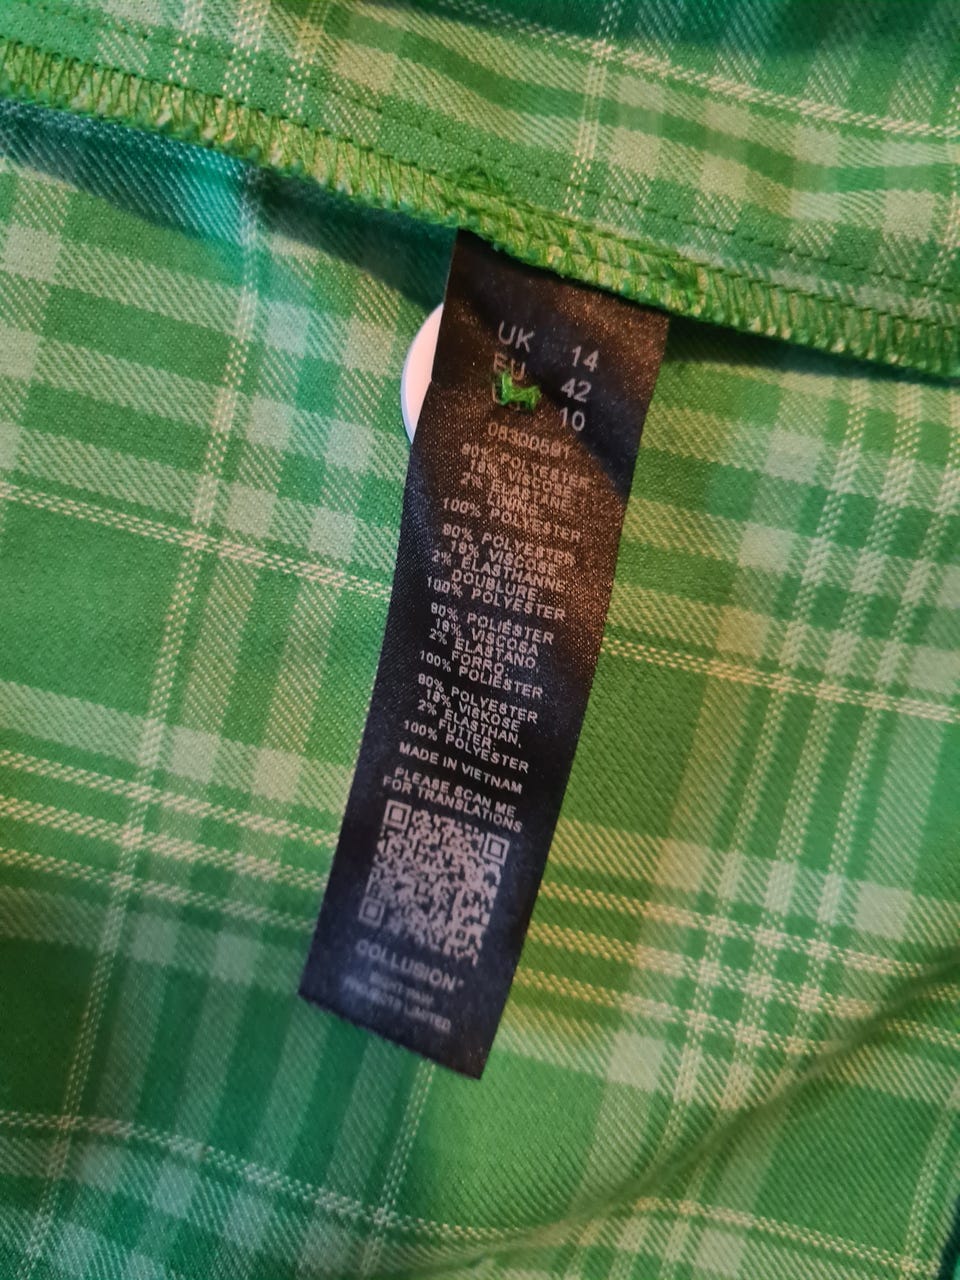 UK 14
EU 42
10
80% POLYESTER
18% VISCOSE
2% ELASTANE
LINING:
100% POLYESTER
80% POLYESTER
18% VISCOSE
2% ELASTHANNE
DOUBLURE:
100% POLYESTER
80% POLIÉSTER
18% VISCOSA
2% ELASTANO
FORRO:
100% POLIÉSTER
80% POLYESTER
18% VISKOSE
2% ELASTHAN,
FUTTER:
100% POLYESTER
MADE IN VIETNAM
PLEASE SCAN ME
FOR TRANSLATIONS
COLLUSION
LIMITED